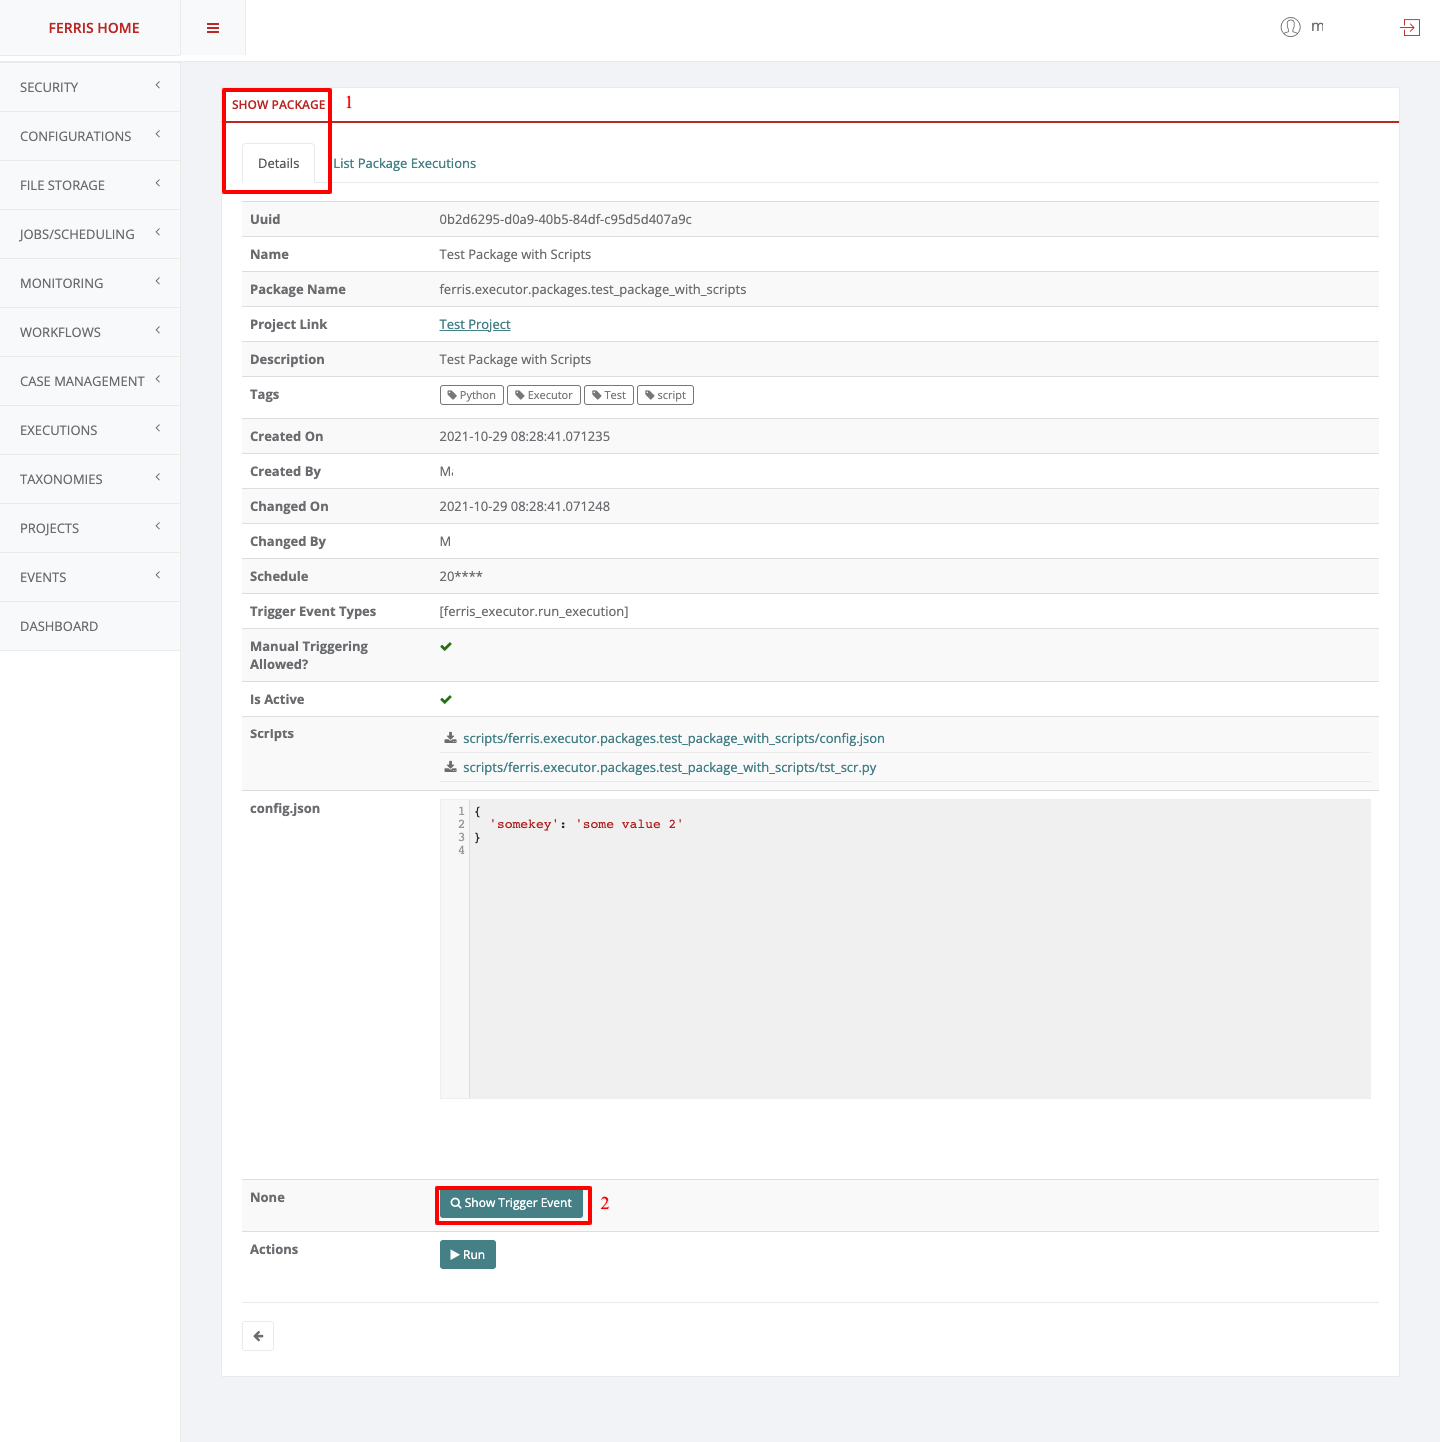 FERRIS HOME
m
SECURITY
CONFIGURATIONS
FILE STORAGE
JOBS/SCHEDULING
MONITORING
WORKFLOWS
CASE MANAGEMENT
EXECUTIONS
TAXONOMIES
PROJECTS
EVENTS
DASHBOARD
SHOW PACKAGE 1
Details List Package Executions
Uuid 0b2d6295-d0a9-40b5-84df-c95d5d407a9c
Name Test Package with Scripts
Package Name ferris.executor.packages.test_package_with_scripts
Project Link Test Project
Description Test Package with Scripts
Tags Python Executor Test script
Created On 2021-10-29 08:28:41.071235
Created By M
Changed On 2021-10-29 08:28:41.071248
Changed By M
Schedule 20****
Trigger Event Types [ferris_executor.run_execution]
Manual Triggering
Allowed?
Is Active
Scripts scripts/ferris.executor.packages.test_package_with_scripts/config.json
scripts/ferris.executor.packages.test_package_with_scripts/tst_scr.py
config.json 1 {
2 'somekey': 'some value 2'
3 }
4
None Show Trigger Event 2
Actions Run